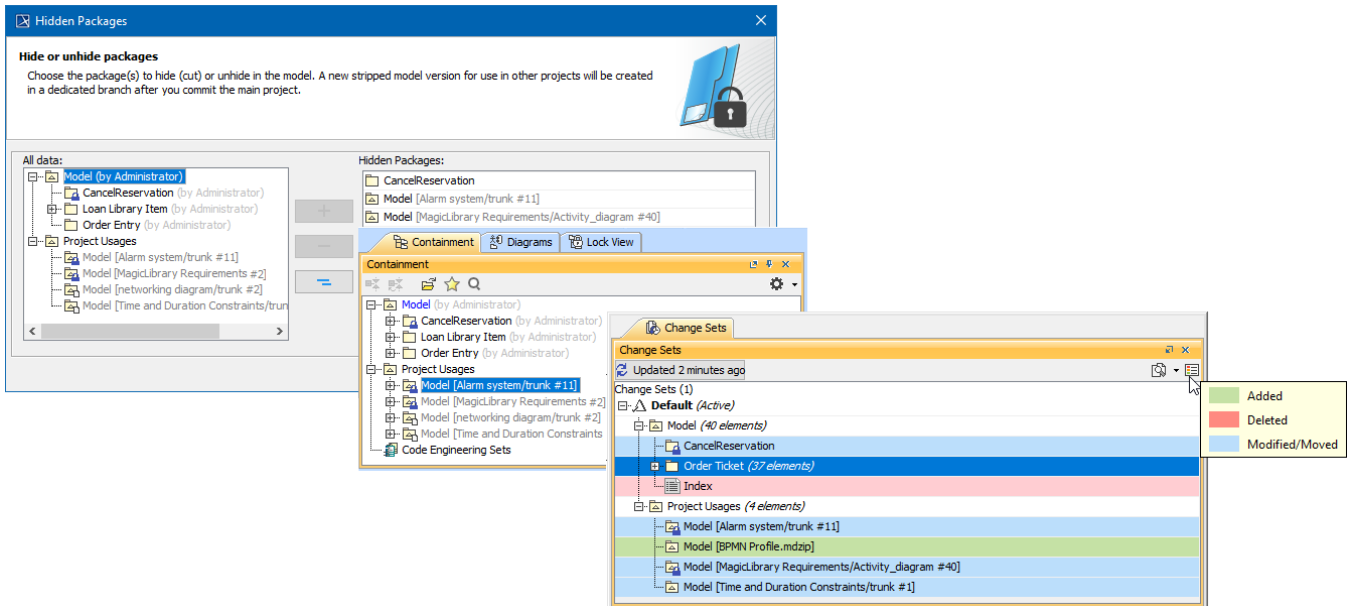 Hidden Packages
Hide or unhide packages
Choose the package(s) to hide (cut) or unhide in the model. A new stripped model version for use in other projects will be created
in a dedicated branch after you commit the main project.
All data:
Model (by Administrator)
CancelReservation (by Administrator)
Loan Library Item (by Administrator)
Order Entry (by Administrator)
Project Usages
Model [Alarm system/trunk #11]
Model [MagicLibrary Requirements #2]
Model [networking diagram/trunk #2]
Model [Time and Duration Constraints/trun
Hidden Packages:
CancelReservation
Model [Alarm system/trunk #11]
Model [MagicLibrary Requirements/Activity_diagram #40]
Containment
Diagrams
Lock View
Containment
Model (by Administrator)
CancelReservation (by Administrator)
Loan Library Item (by Administrator)
Order Entry (by Administrator)
Project Usages
Model [Alarm system/trunk #11]
Model [MagicLibrary Requirements #2]
Model [networking diagram/trunk #2]
Model [Time and Duration Constraints
Code Engineering Sets
Change Sets
Change Sets
Updated 2 minutes ago
Change Sets (1)
Default (Active)
Model (40 elements)
CancelReservation
Order Ticket (37 elements)
Index
Project Usages (4 elements)
Model [Alarm system/trunk #11]
Model [BPMN Profile.mdzip]
Model [MagicLibrary Requirements/Activity_diagram #40]
Model [Time and Duration Constraints/trunk #1]
Added
Deleted
Modified/Moved